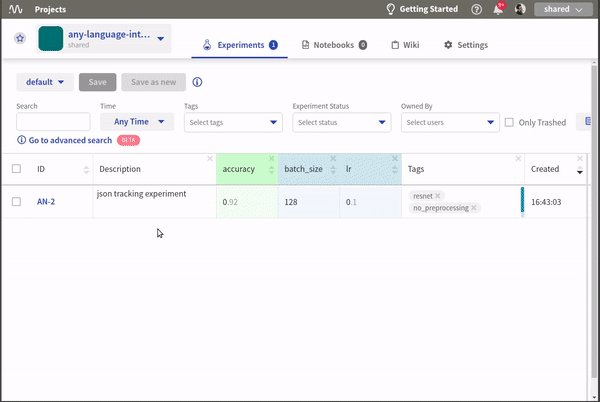 Projects
Getting Started
9+
shared
any-language-int...
shared
Experiments 1
Notebooks 0
Wiki
Settings
default
Save
Save as new
Search
Time
Tags
Experiment Status
Owned By
Any Time
Select tags
Select status
Select users
Only Trashed
Go to advanced search BETA
ID
Description
accuracy
batch_size
lr
Tags
Created
AN-2
json tracking experiment
0.92
128
0.1
resnet
no_preprocessing
16:43:03